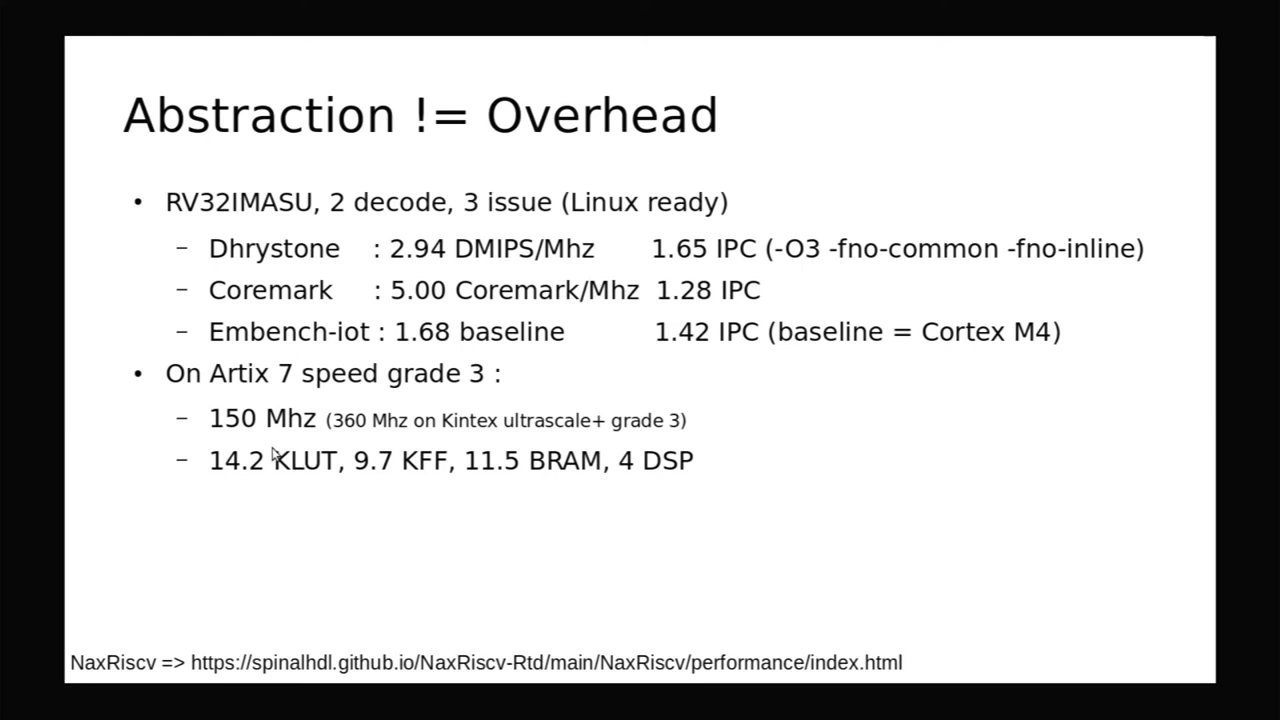 Abstraction != Overhead
• RV32IMASU, 2 decode, 3 issue (Linux ready)
– Dhrystone : 2.94 DMIPS/Mhz 1.65 IPC (-O3 -fno-common -fno-inline)
– Coremark : 5.00 Coremark/Mhz 1.28 IPC
– Embench-iot : 1.68 baseline 1.42 IPC (baseline = Cortex M4)
• On Artix 7 speed grade 3 :
– 150 Mhz (360 Mhz on Kintex ultrascale+ grade 3)
– 14.2 KLUT, 9.7 KFF, 11.5 BRAM, 4 DSP
NaxRiscv => https://spinalhdl.github.io/NaxRiscv-Rtd/main/NaxRiscv/performance/index.html